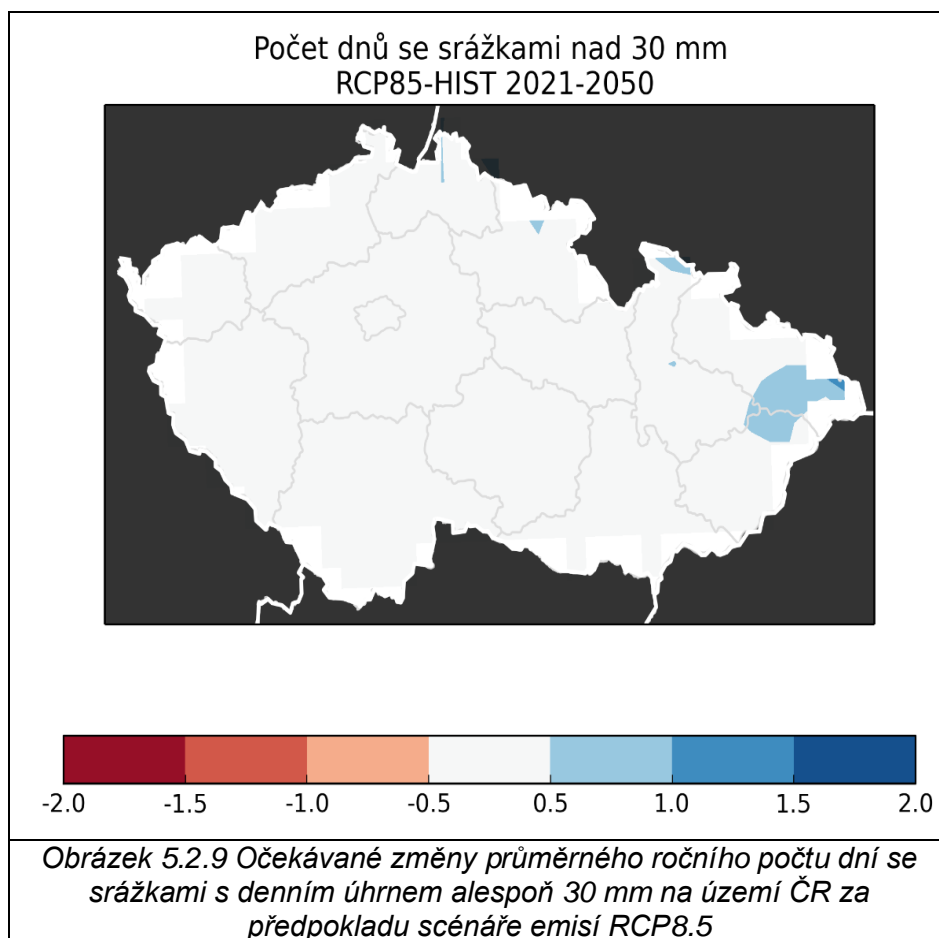 Počet dnů se srážkami nad 30 mm
RCP85-HIST 2021-2050
-2.0 -1.5 -1.0 -0.5 0.5 1.0 1.5 2.0
Obrázek 5.2.9 Očekávané změny průměrného ročního počtu dní se
srážkami s denním úhrnem alespoň 30 mm na území ČR za
předpokladu scénáře emisí RCP8.5